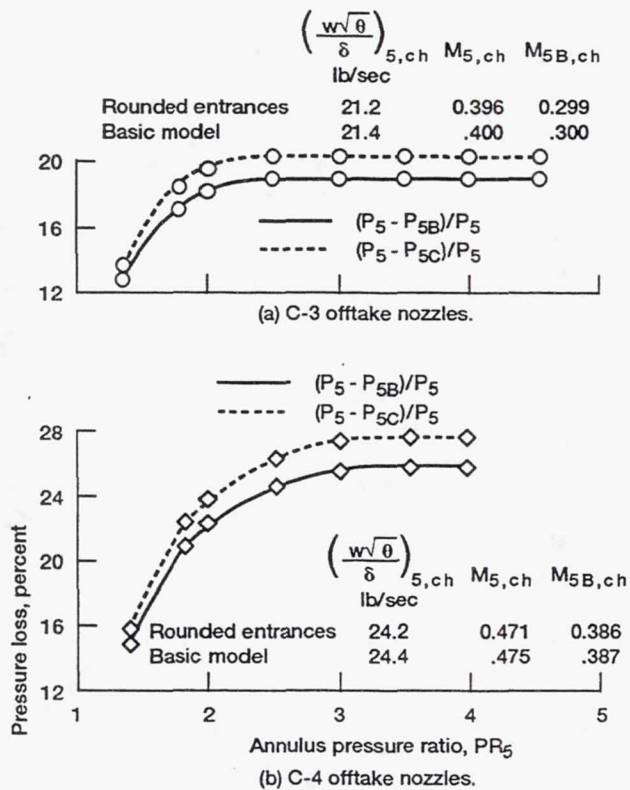 (w√θ/δ)5,ch M5,ch M5B,ch
lb/sec
Rounded entrances 21.2 0.396 0.299
Basic model 21.4 .400 .300
20
16
12
(P5 - P5B)/P5
(P5 - P5C)/P5
(a) C-3 offtake nozzles.
(P5 - P5B)/P5
(P5 - P5C)/P5
28
24
20
16
12
Pressure loss, percent
(w√θ/δ)5,ch M5,ch M5B,ch
lb/sec
Rounded entrances 24.2 0.471 0.386
Basic model 24.4 .475 .387
1 2 3 4 5
Annulus pressure ratio, PR5
(b) C-4 offtake nozzles.